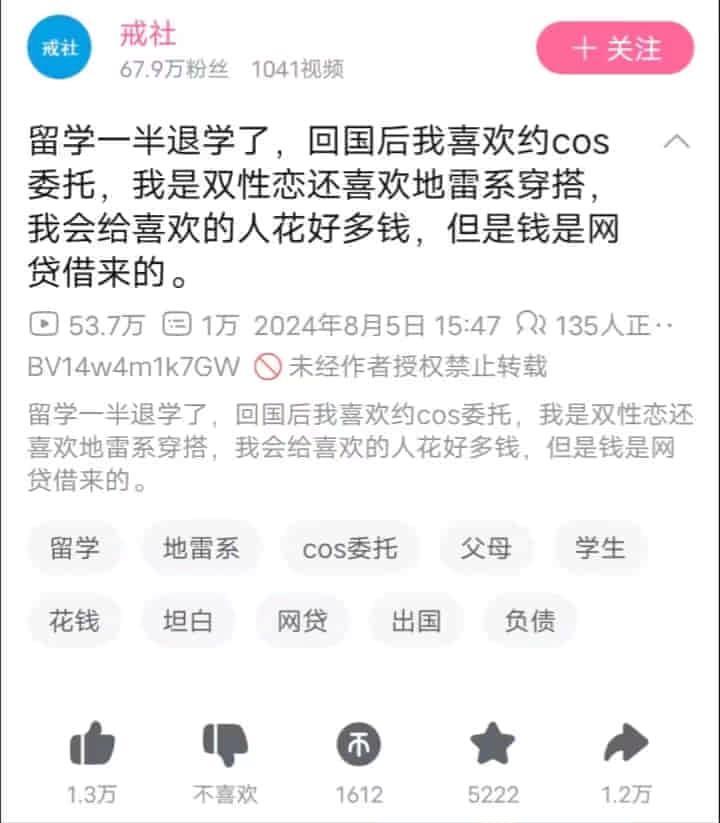 戒社
戒社
67.9万粉丝 1041视频
关注
留学一半退学了，回国后我喜欢约cos
委托，我是双性恋还喜欢地雷系穿搭，
我会给喜欢的人花好多钱，但是钱是网
贷借来的。
53.7万 1万 2024年8月5日 15:47 135人正··
BV14w4m1k7GW 未经作者授权禁止转载
留学一半退学了，回国后我喜欢约cos委托，我是双性恋还
喜欢地雷系穿搭，我会给喜欢的人花好多钱，但是钱是网
贷借来的。
留学 地雷系 cos委托 父母 学生
花钱 坦白 网贷 出国 负债
1.3万 不喜欢 1612 5222 1.2万